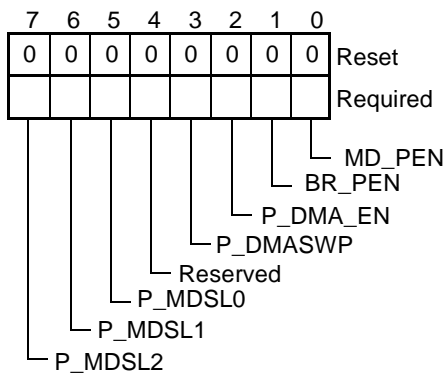 7 6 5 4 3 2 1 0
0 0 0 0 0 0 0 0 Reset
Required
MD_PEN
BR_PEN
P_DMA_EN
P_DMASWP
Reserved
P_MDSL0
P_MDSL1
P_MDSL2